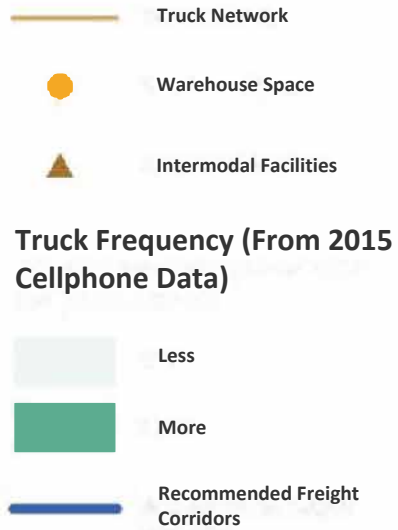 Truck Network
Warehouse Space
Intermodal Facilities
Truck Frequency (From 2015
Cellphone Data)
Less
More
Recommended Freight
Corridors